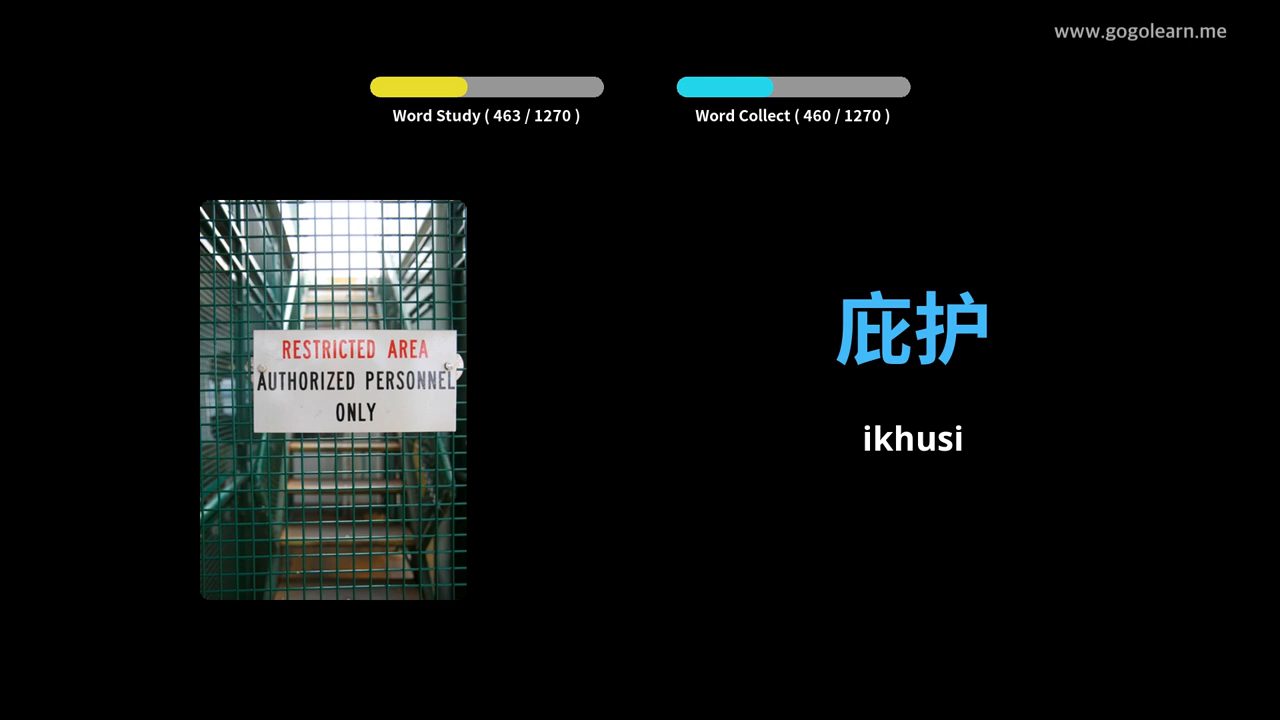 www.gogolearn.me
Word Study ( 463 / 1270 )
Word Collect ( 460 / 1270 )
RESTRICTED AREA
AUTHORIZED PERSONNEL
ONLY
庇护
ikhusi